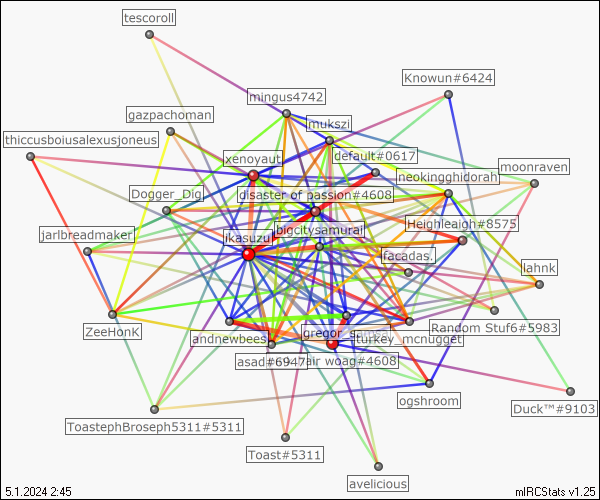 tescoroll
Knowun#6424
mingus4742
gazpachoman
mukszi
thiccusboiusalexusjoneus
xenoyaut
default#0617
moonraven
neokingghidorah
Dogger_Dig
disaster of passion#4608
Heighleaigh#8575
jarlbreadmaker
ikasuzu
bigcitysamurai
facadas.
lahnk
ZeeHonK
andnewbees
gregor
Random Stuf6#5983
turkey_mcnugget
asad#6947
air woag#4608
ogshroom
Duck™#9103
ToastephBroseph5311#5311
Toast#5311
avelicious
5.1.2024 2:45
mIRCStats v1.25